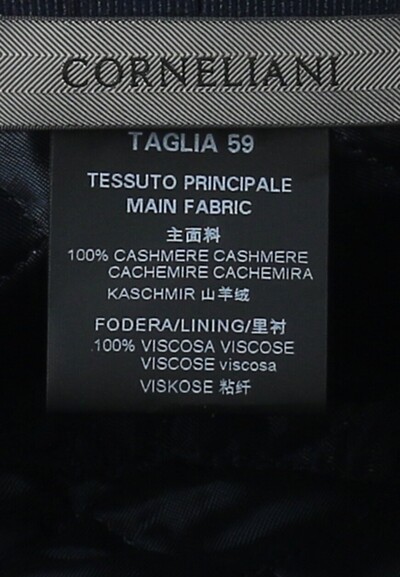 CORNELIANI
TAGLIA 59
TESSUTO PRINCIPALE
MAIN FABRIC
主面料
100% CASHMERE CASHMERE
CACHEMIRE CACHEMIRA
KASCHMIR 山羊绒
FODERA/LINING/里衬
100% VISCOSA VISCOSE
VISCOSE viscosa
VISKOSE 粘纤